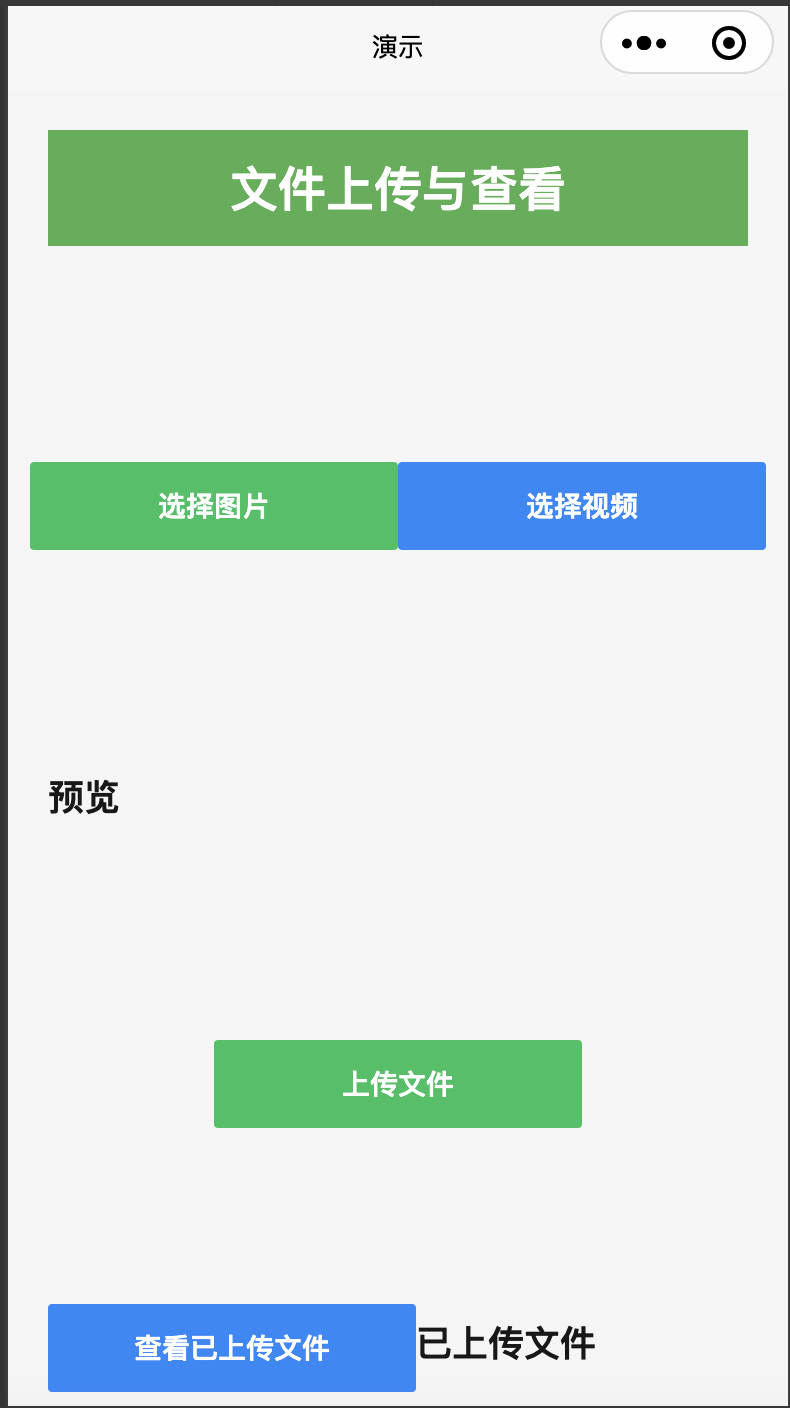 演示
文件上传与查看
选择图片 选择视频
预览
上传文件
查看已上传文件 已上传文件